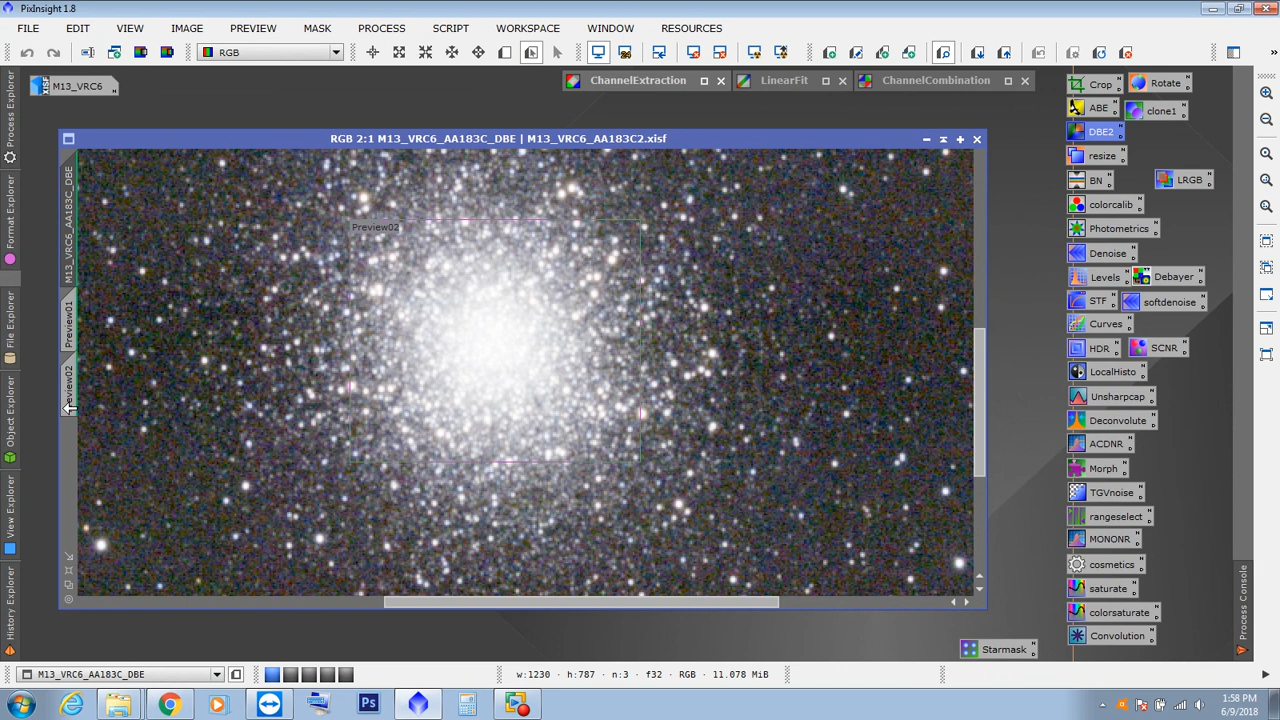 PixInsight
FILE EDIT VIEW IMAGE PROCESS PREVIEW MASK SCRIPT WORKSPACE WINDOW RESOURCES
RGB
M13_VRC6 XISF
ChannelExtraction LinearFit ChannelCombination
RGB 2:1 M13_VRC6_AA183C_DBE | M13_VRC6_AA183C2.xisf
Preview02
M13_VRC6_AA183C_DBE
Preview01
eview02
Process Explorer
Format Explorer
File Explorer
Object Explorer
View Explorer
History Explorer
Crop Rotate
ABE clone1
DBE2
resize
BN LRGB
colorcalib
Photometrics
Denoise
Levels Debayer
STF softdenoise
Curves
HDR SCNR
LocalHisto
Unsharpcap
Deconvolute
ACDNR
Morph
TGVnoise
rangeselect
MONONR
cosmetics
saturate
colorsaturate
Convolution
Starmask
Process Console
M13_VRC6_AA183C_DBE
w:1230 · h:787 · n:3 · f32 · RGB · 11.078 MiB
Ps
1:58 PM
6/9/2018